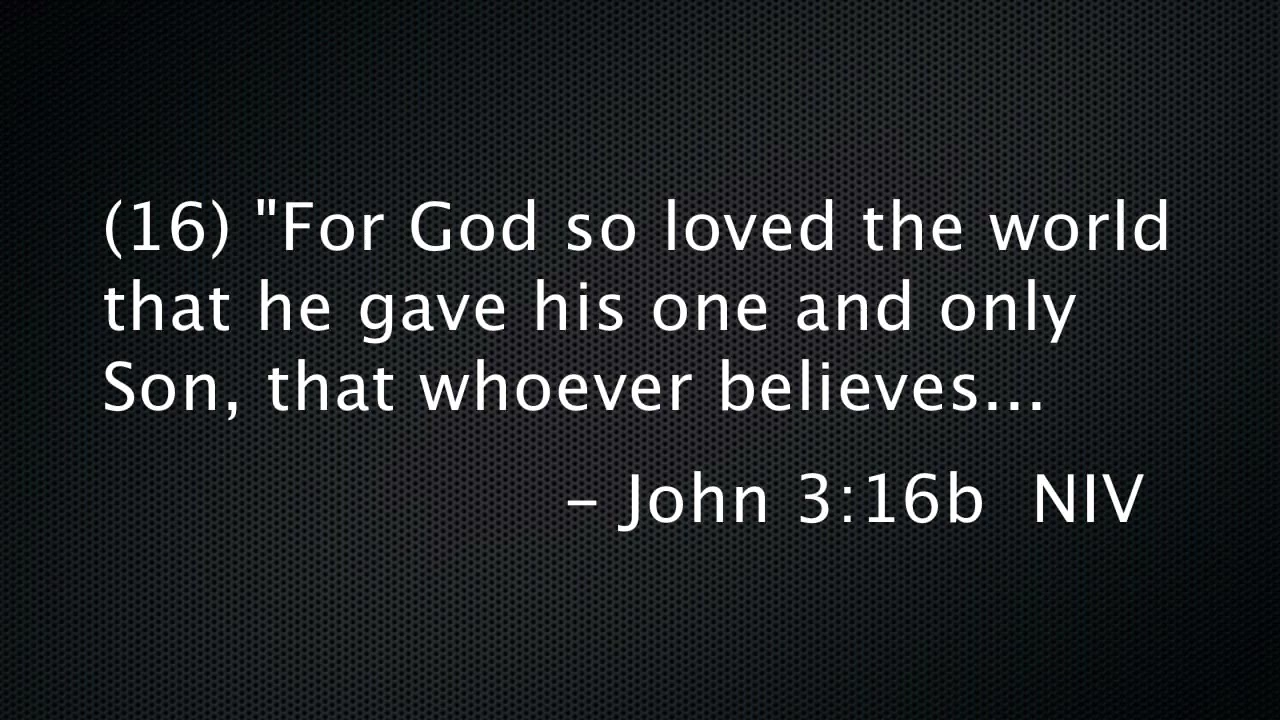 (16) "For God so loved the world
that he gave his one and only
Son, that whoever believes...
– John 3:16b  NIV